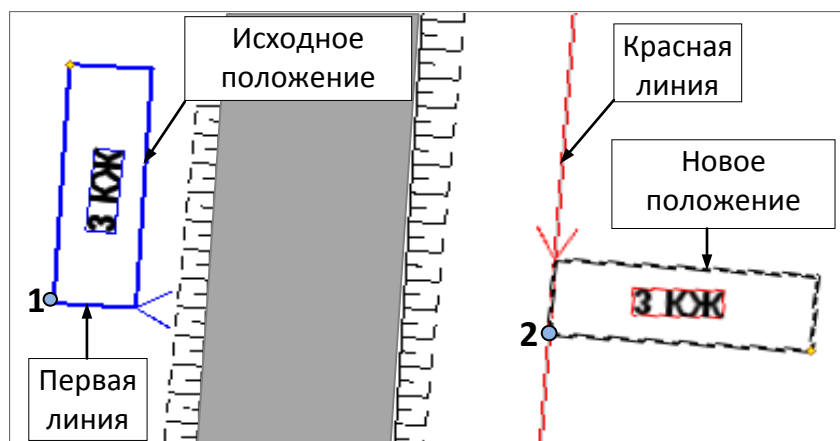 Исходное
положение
Красная
линия
Новое
положение
3 КЖ
3 КЖ
1
2
Первая
линия